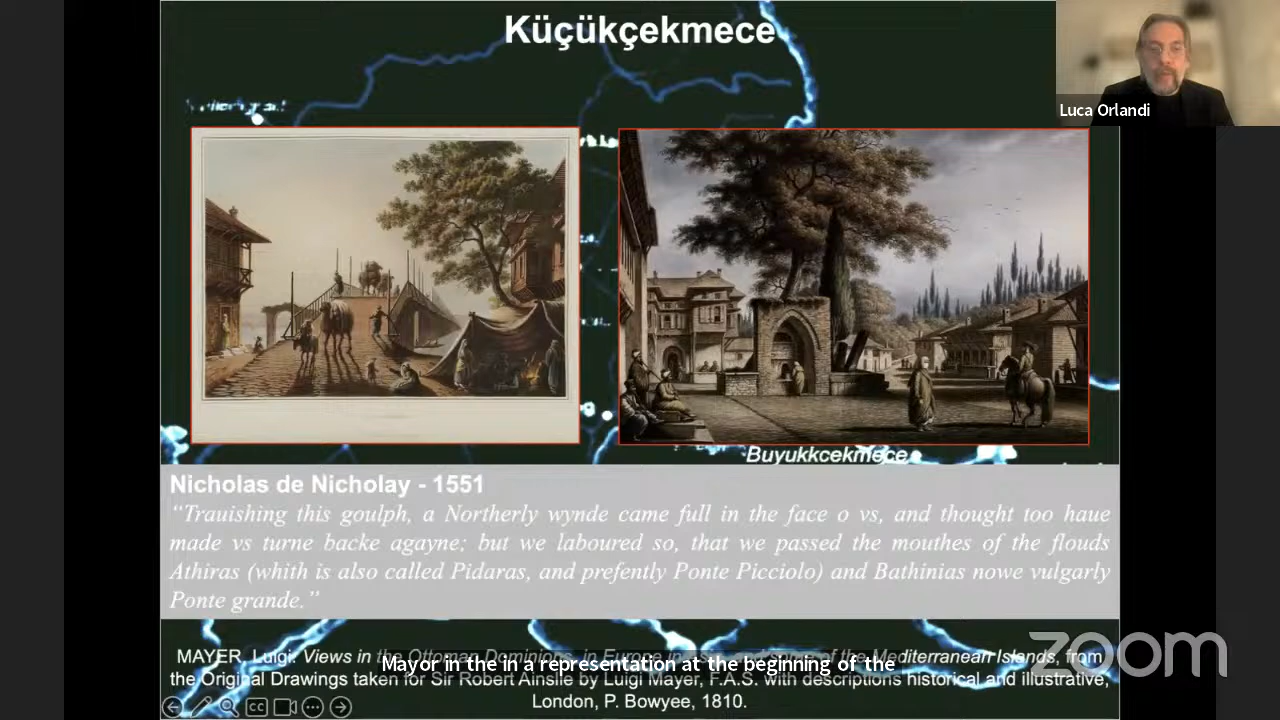 Küçükçekmece
Luca Orlandi
Buyukkcekmece
Nicholas de Nicholay - 1551
“Trauishing this goulph, a Northerly wynde came full in the face o vs, and thought too haue
made vs turne backe agayne; but we laboured so, that we passed the mouthes of the flouds
Athiras (whith is also called Pidaras, and prefently Ponte Picciolo) and Bathinias nowe vulgarly
Ponte grande.”
MAYER, Luigi. Views in the Ottoman Dominions, in Europe, of the Mediterranean Islands, from
Mayor in the in a representation at the beginning of the
the Original Drawings taken for Sir Robert Ainslie by Luigi Mayer, F.A.S. with descriptions historical and illustrative,
London, P. Bowyee, 1810.
zoom
CC